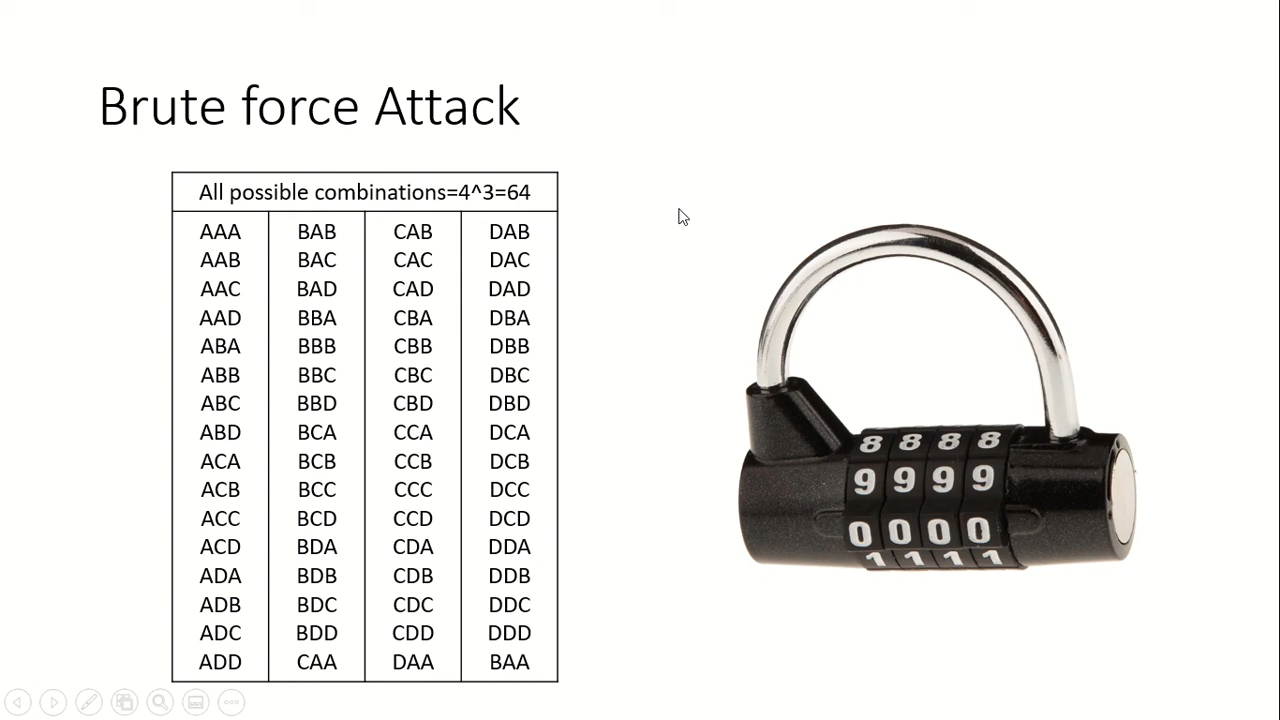 Brute force Attack
All possible combinations=4^3=64
AAA BAB CAB DAB
AAB BAC CAC DAC
AAC BAD CAD DAD
AAD BBA CBA DBA
ABA BBB CBB DBB
ABB BBC CBC DBC
ABC BBD CBD DBD
ABD BCA CCA DCA
ACA BCB CCB DCB
ACB BCC CCC DCC
ACC BCD CCD DCD
ACD BDA CDA DDA
ADA BDB CDB DDB
ADB BDC CDC DDC
ADC BDD CDD DDD
ADD CAA DAA BAA
8 8 8 8
9 9 9 9
0 0 0 0
1 1 1 1